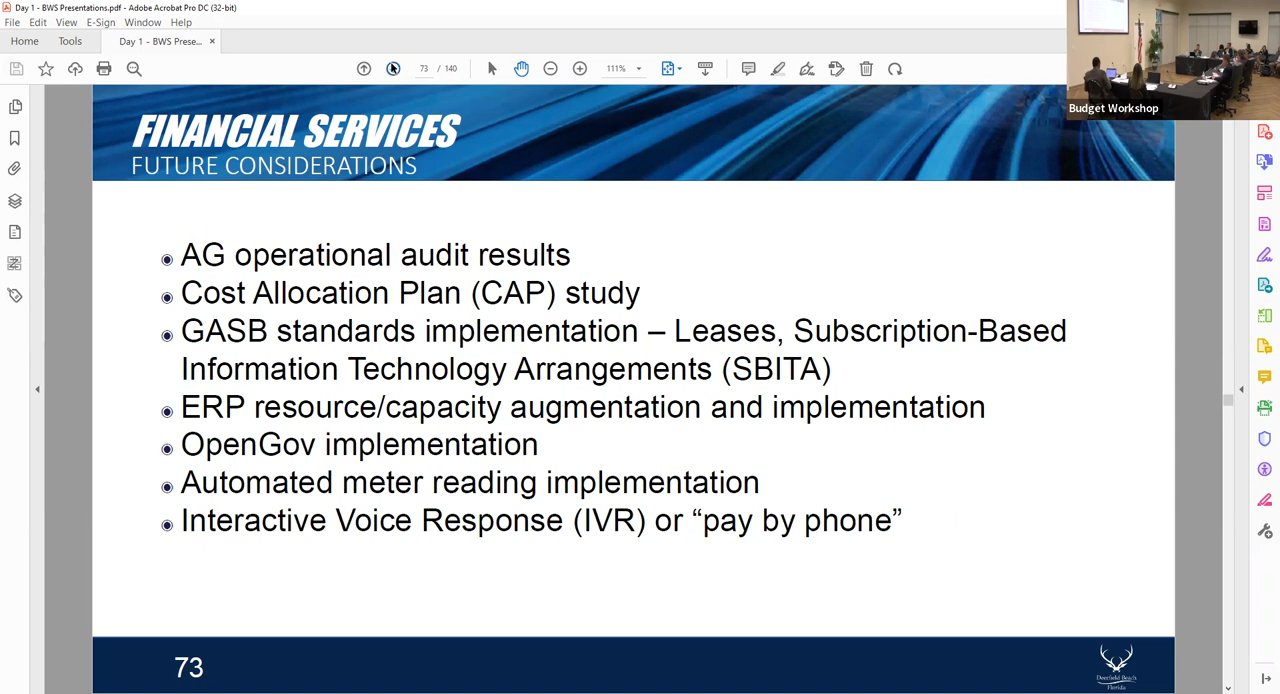 Day 1 - BWS Presentations.pdf - Adobe Acrobat Pro DC (32-bit)
File Edit View E-Sign Window Help
Home Tools Day 1 - BWS Prese... ×
73 / 140 111%
Budget Workshop
FINANCIAL SERVICES
FUTURE CONSIDERATIONS
AG operational audit results
Cost Allocation Plan (CAP) study
GASB standards implementation – Leases, Subscription-Based
Information Technology Arrangements (SBITA)
ERP resource/capacity augmentation and implementation
OpenGov implementation
Automated meter reading implementation
Interactive Voice Response (IVR) or “pay by phone”
73
Deerfield Beach
Florida